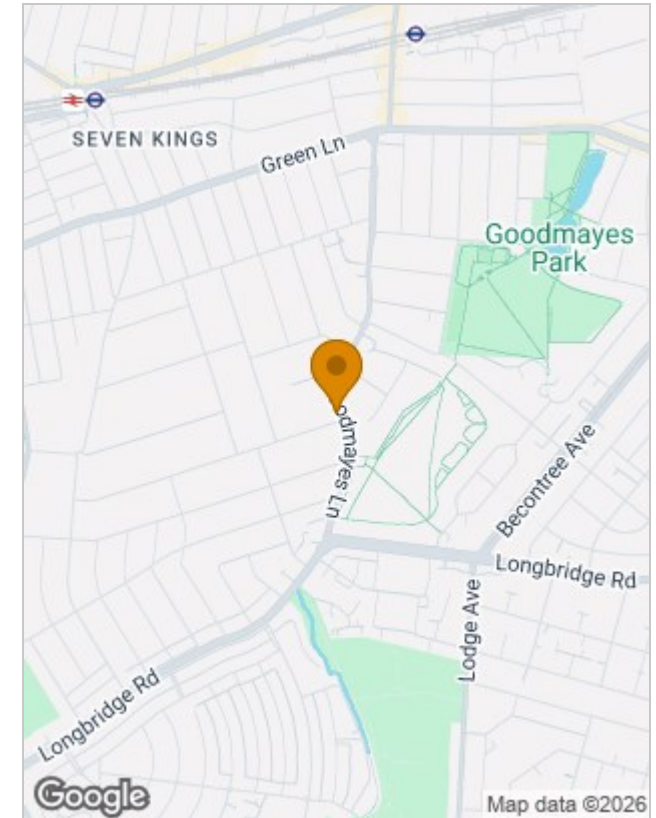 SEVEN KINGS
Green Ln
Goodmayes
Park
oodmayes Ln
Becontree Ave
Longbridge Rd
Lodge Ave
Longbridge Rd
Google
Map data ©2026